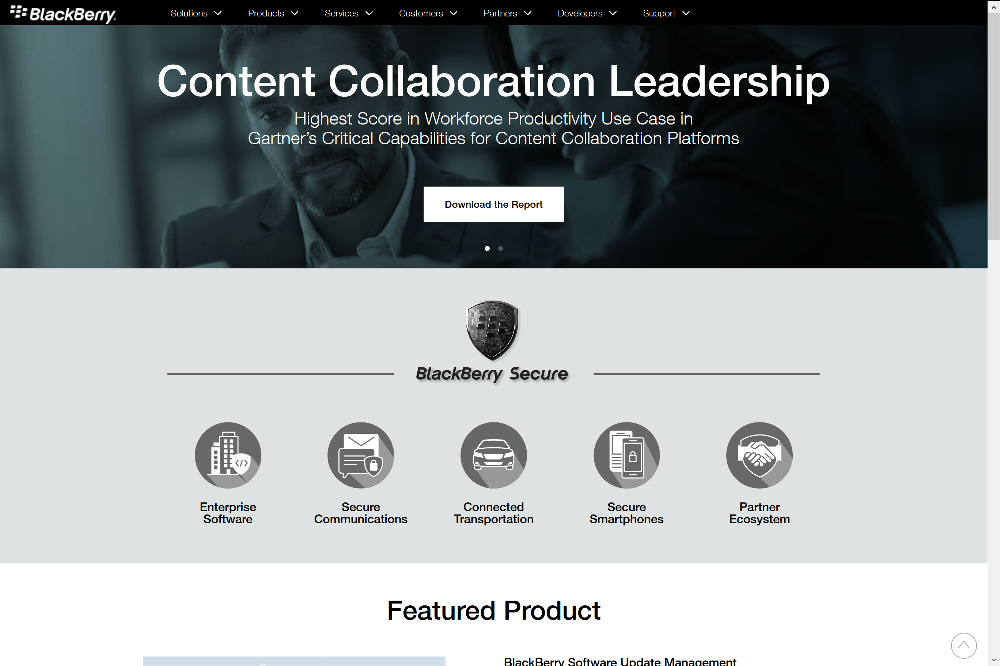 BlackBerry
Solutions
Products
Services
Customers
Partners
Developers
Support
Content Collaboration Leadership
Highest Score in Workforce Productivity Use Case in
Gartner’s Critical Capabilities for Content Collaboration Platforms
Download the Report
BlackBerry Secure
Enterprise
Software
Secure
Communications
Connected
Transportation
Secure
Smartphones
Partner
Ecosystem
Featured Product
BlackBerry Software Update Management